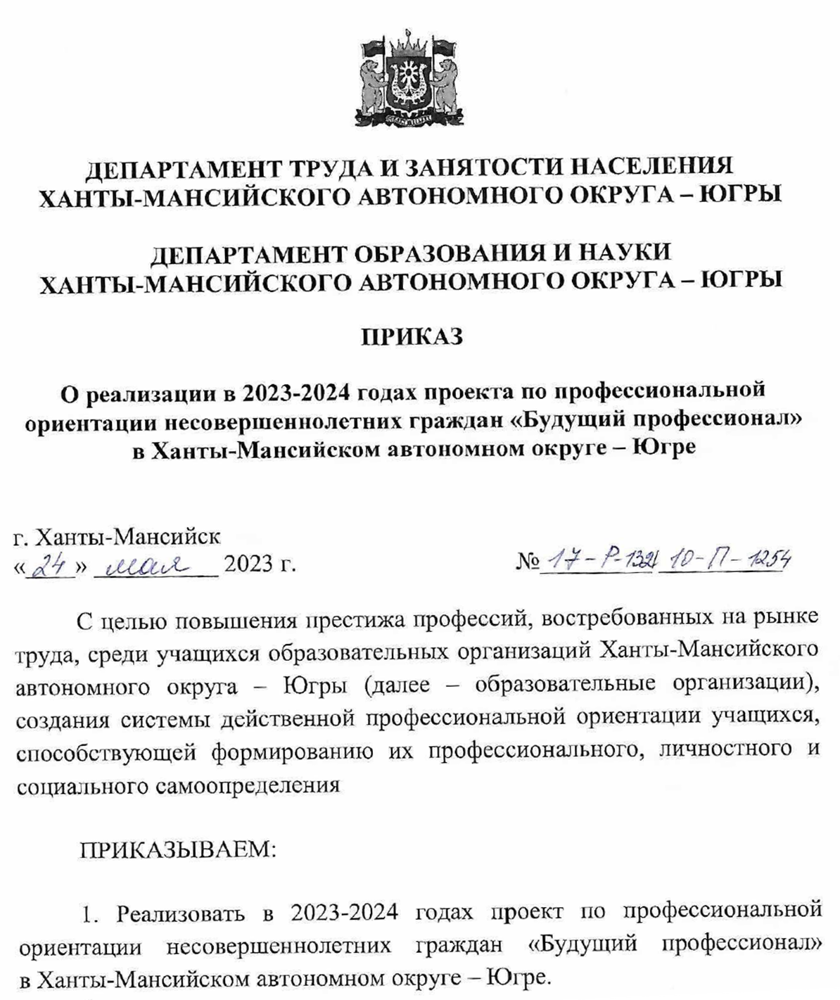 ДЕПАРТАМЕНТ ТРУДА И ЗАНЯТОСТИ НАСЕЛЕНИЯ
ХАНТЫ-МАНСИЙСКОГО АВТОНОМНОГО ОКРУГА – ЮГРЫ
ДЕПАРТАМЕНТ ОБРАЗОВАНИЯ И НАУКИ
ХАНТЫ-МАНСИЙСКОГО АВТОНОМНОГО ОКРУГА – ЮГРЫ
ПРИКАЗ
О реализации в 2023-2024 годах проекта по профессиональной
ориентации несовершеннолетних граждан «Будущий профессионал»
в Ханты-Мансийском автономном округе – Югре
г. Ханты-Мансийск
«24» мая 2023 г. № 10-П-1254
С целью повышения престижа профессий, востребованных на рынке
труда, среди учащихся образовательных организаций Ханты-Мансийского
автономного округа – Югры (далее – образовательные организации),
создания системы действенной профессиональной ориентации учащихся,
способствующей формированию их профессионального, личностного и
социального самоопределения
ПРИКАЗЫВАЕМ:
1. Реализовать в 2023-2024 годах проект по профессиональной
ориентации несовершеннолетних граждан «Будущий профессионал»
в Ханты-Мансийском автономном округе – Югре.